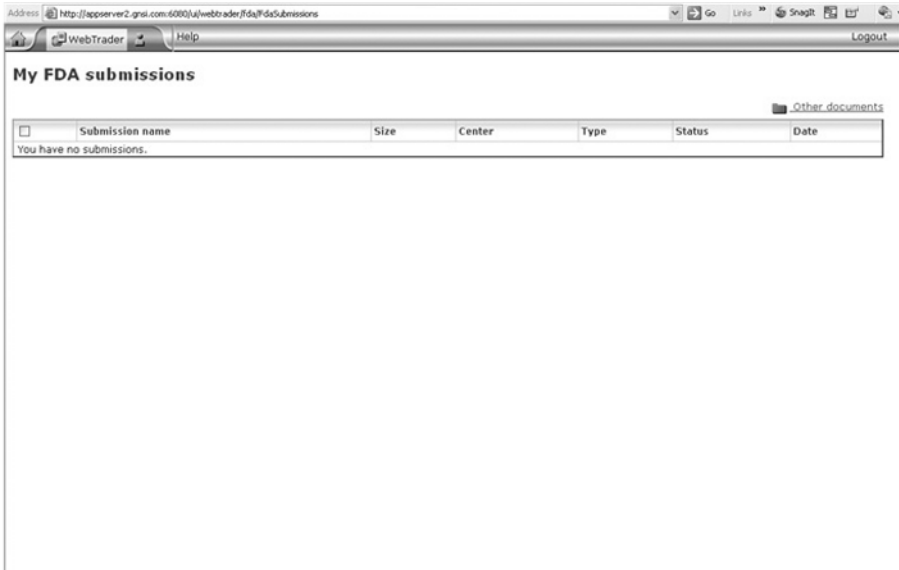 Address http://appserver2.gnsi.com:6080/ui/webtrader/fda/FdaSubmissions Go Links » SnagIt
WebTrader Help Logout
My FDA submissions
Other documents
Submission name Size Center Type Status Date
You have no submissions.